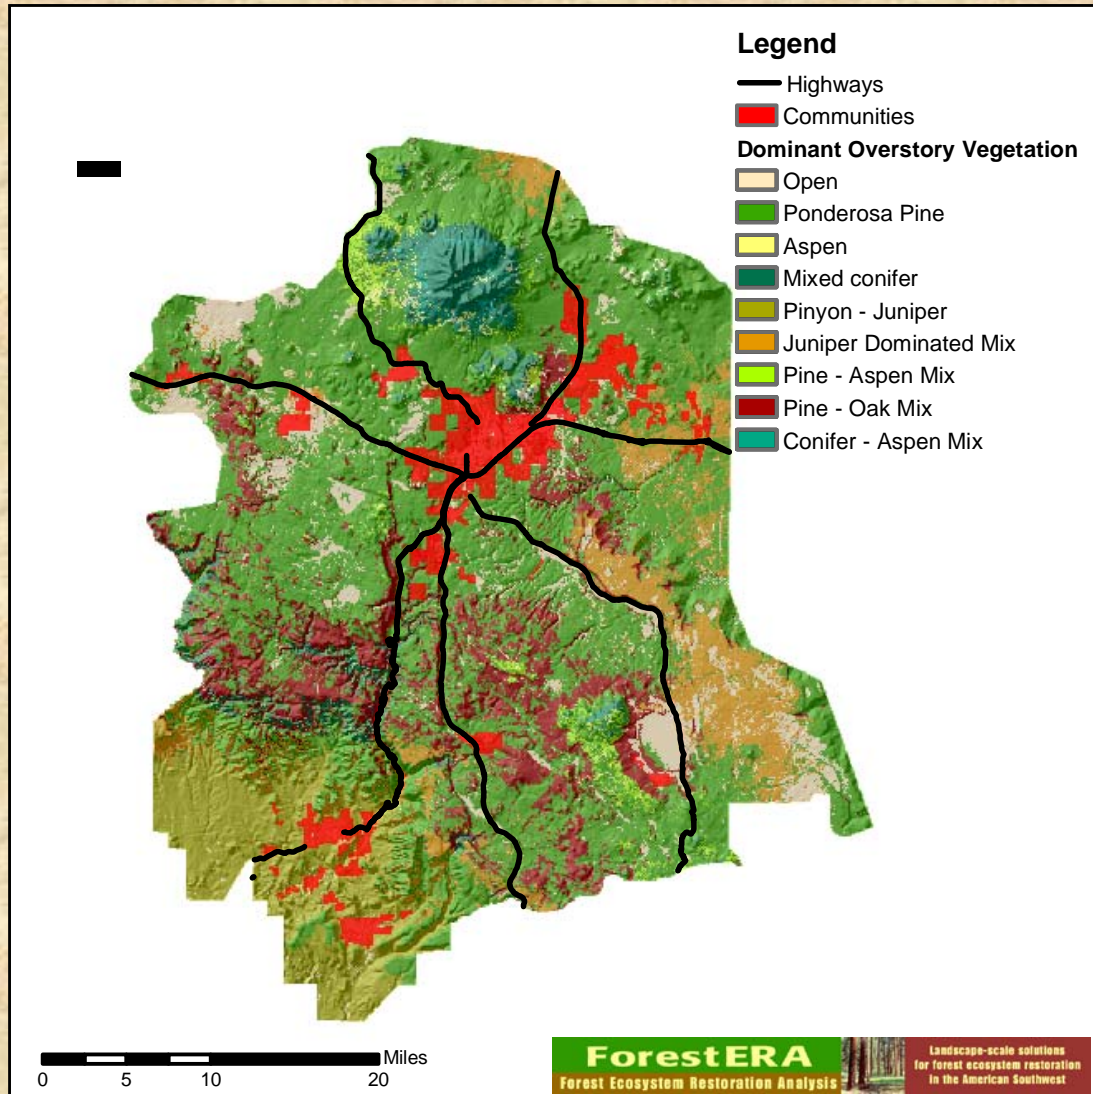 Legend
Highways
Communities
Dominant Overstory Vegetation
Open
Ponderosa Pine
Aspen
Mixed conifer
Pinyon - Juniper
Juniper Dominated Mix
Pine - Aspen Mix
Pine - Oak Mix
Conifer - Aspen Mix
Miles
0 5 10 20
ForestERA
Forest Ecosystem Restoration Analysis
Landscape-scale solutions
for forest ecosystem restoration
in the American Southwest